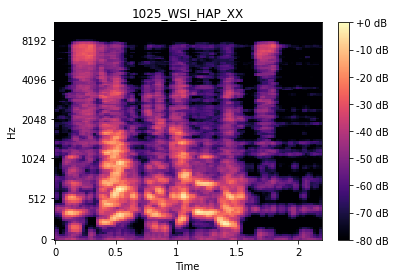 1025_WSI_HAP_XX
8192
4096
2048
1024
512
0
Hz
0
0.5
1
1.5
2
Time
+0 dB
-10 dB
-20 dB
-30 dB
-40 dB
-50 dB
-60 dB
-70 dB
-80 dB